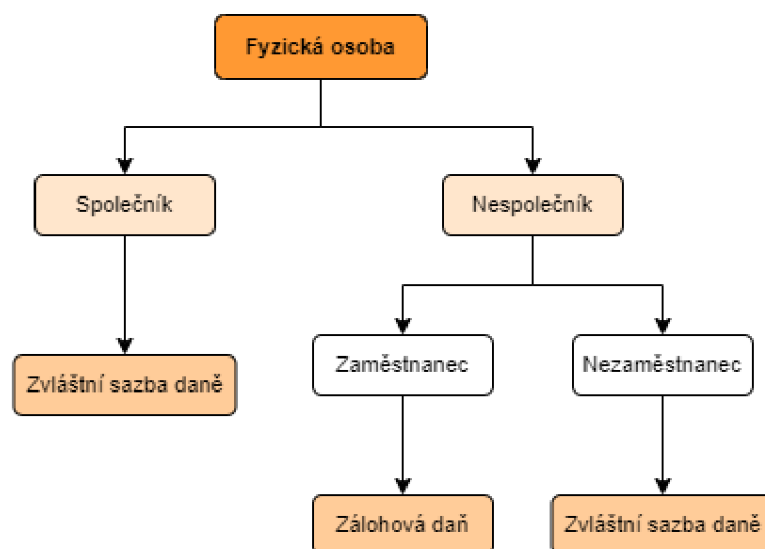 Fyzická osoba
Společník
Nespolečník
Zaměstnanec
Nezaměstnanec
Zvláštní sazba daně
Zálohová daň
Zvláštní sazba daně